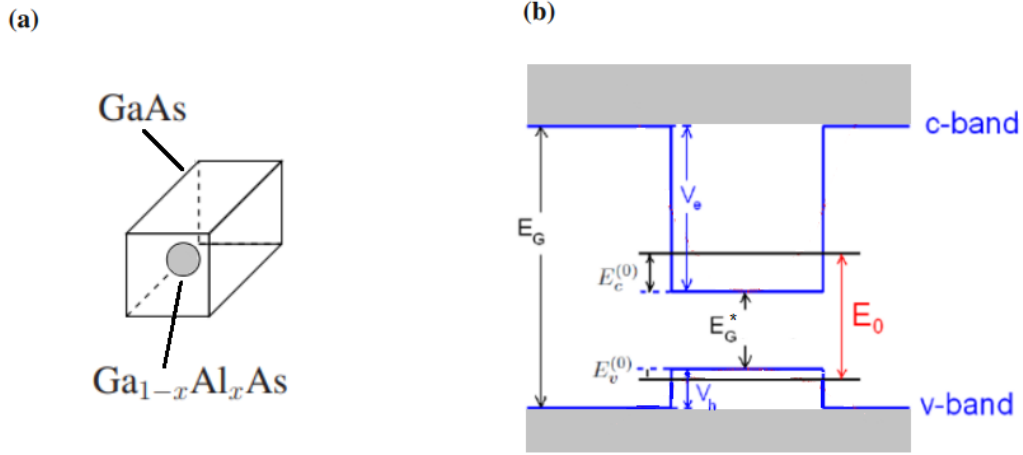 (a)
GaAs
Ga1−xAlxAs
(b)
c-band
Ve
EG
Ec(0)
EG*
E0
Ev(0)
Vh
v-band